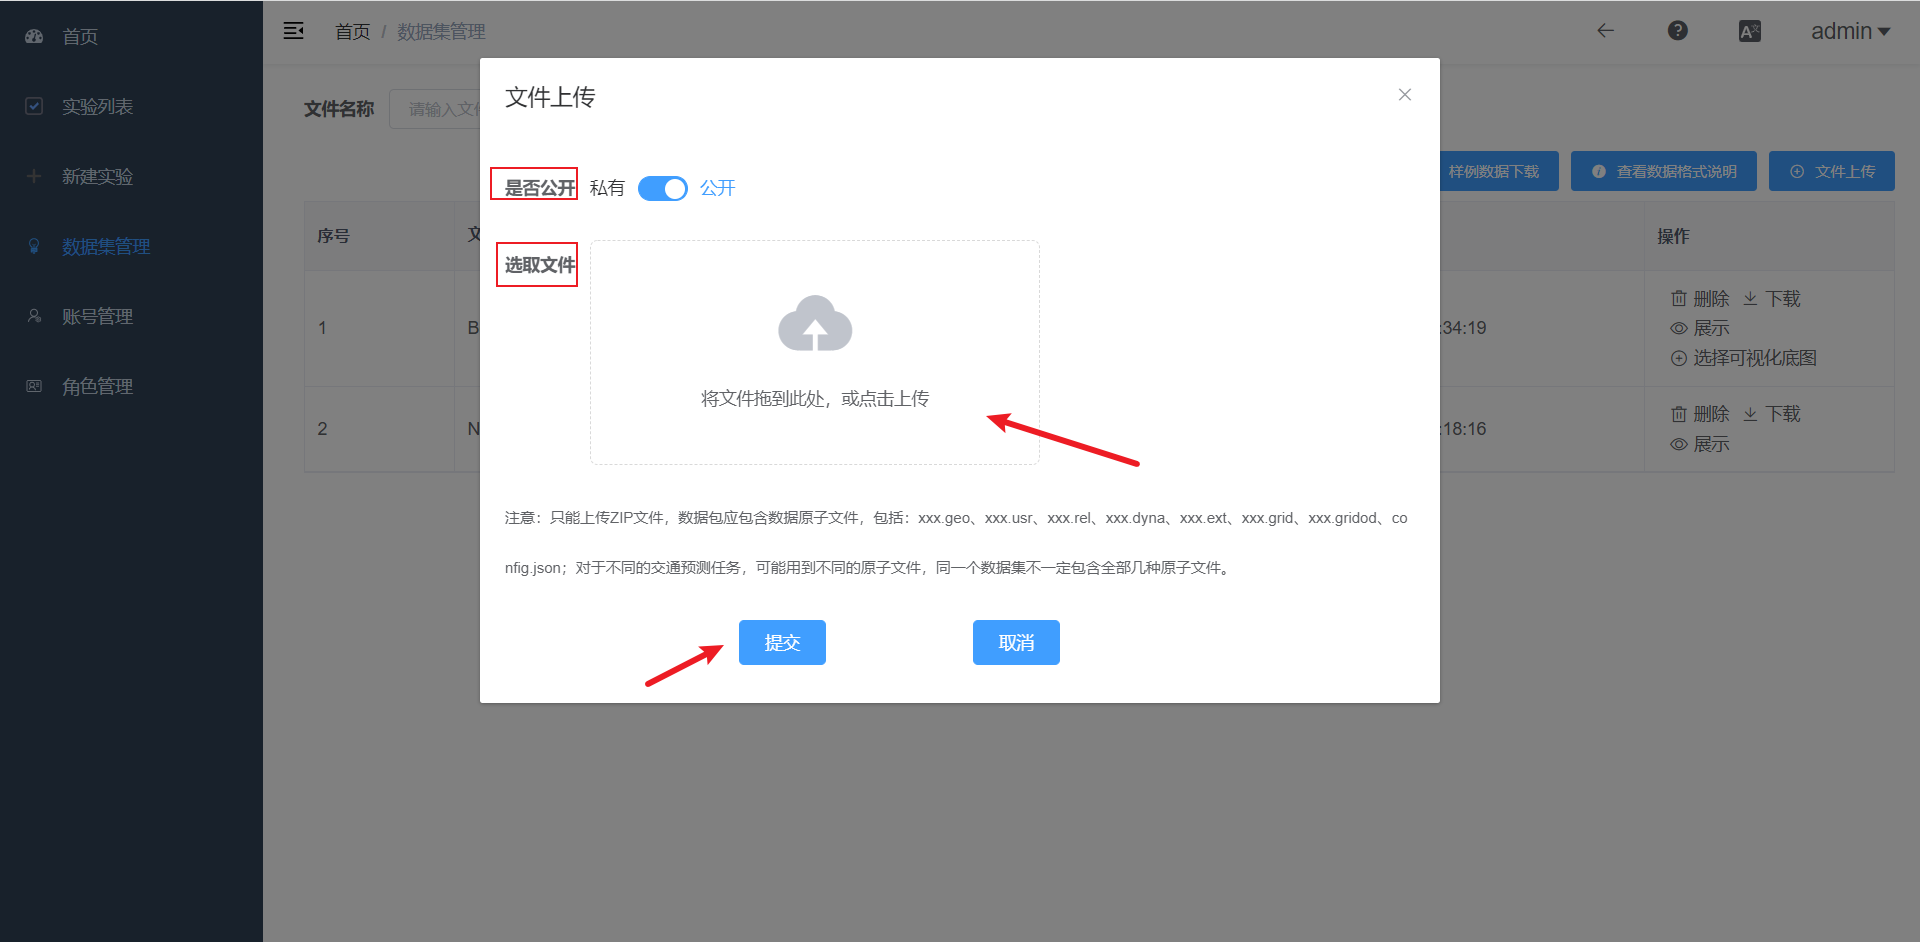 首页
实验列表
新建实验
数据集管理
账号管理
角色管理
首页 / 数据集管理
admin
文件名称 请输入文
样例数据下载 查看数据格式说明 文件上传
序号 文 操作
1 B :34:19 删除 下载
展示
选择可视化底图
2 N :18:16 删除 下载
展示
文件上传
是否公开 私有 公开
选取文件
将文件拖到此处，或点击上传
注意：只能上传ZIP文件，数据包应包含数据原子文件，包括：xxx.geo、xxx.usr、xxx.rel、xxx.dyna、xxx.ext、xxx.grid、xxx.gridod、co
nfig.json；对于不同的交通预测任务，可能用到不同的原子文件，同一个数据集不一定包含全部几种原子文件。
提交 取消